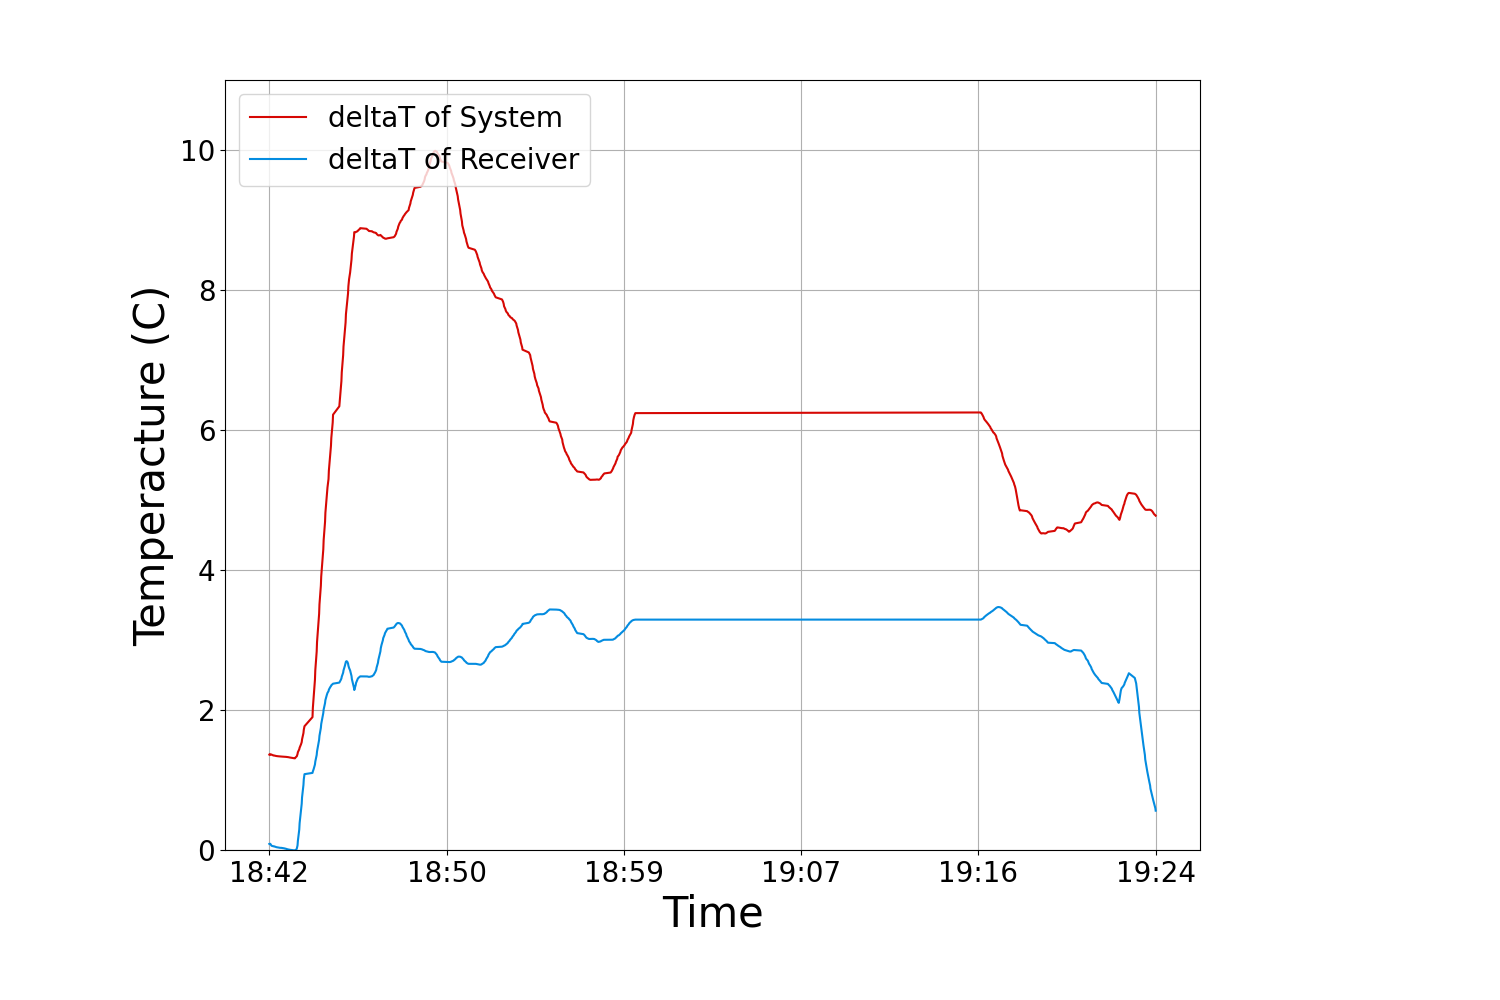 deltaT of System
deltaT of Receiver
10
8
6
4
2
0
Temperacture (C)
18:42 18:50 18:59 19:07 19:16 19:24
Time